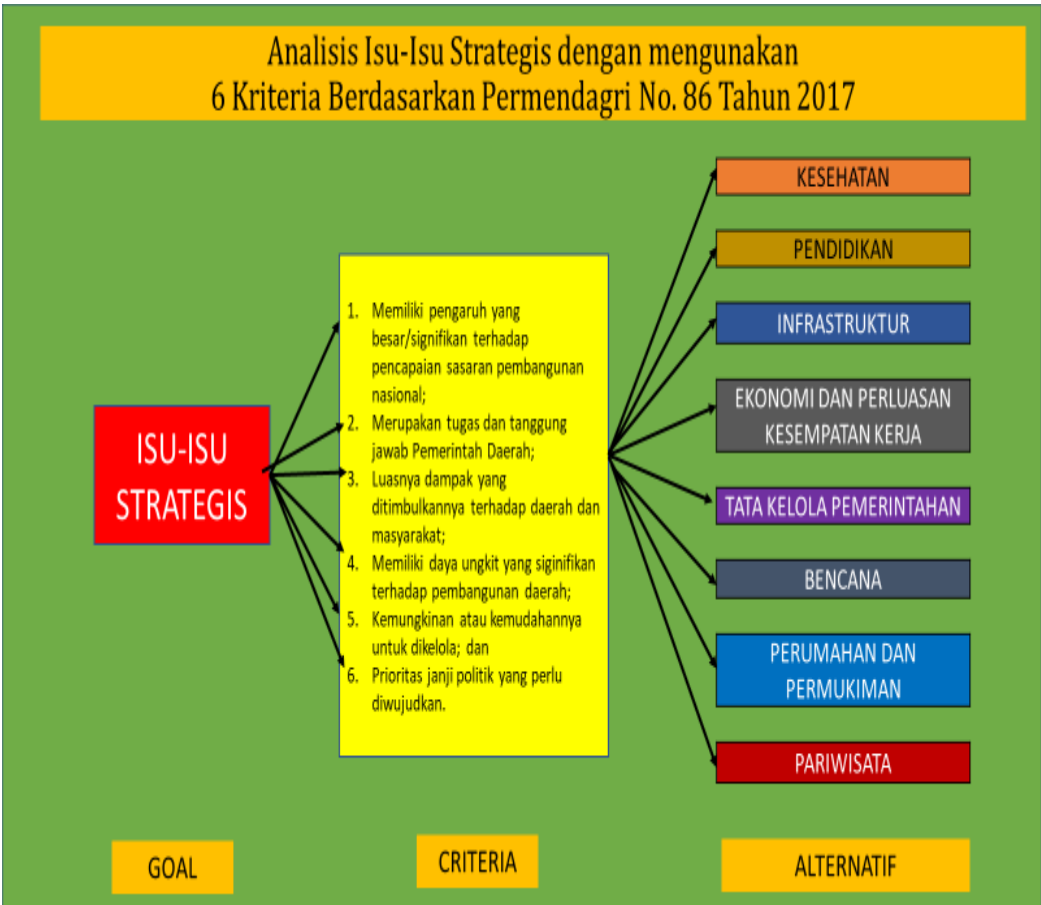 Analisis Isu-Isu Strategis dengan mengunakan
6 Kriteria Berdasarkan Permendagri No. 86 Tahun 2017
ISU-ISU
STRATEGIS
1. Memiliki pengaruh yang
besar/signifikan terhadap
pencapaian sasaran pembangunan
nasional;
2. Merupakan tugas dan tanggung
jawab Pemerintah Daerah;
3. Luasnya dampak yang
ditimbulkannya terhadap daerah dan
masyarakat;
4. Memiliki daya ungkit yang siginifikan
terhadap pembangunan daerah;
5. Kemungkinan atau kemudahannya
untuk dikelola; dan
6. Prioritas janji politik yang perlu
diwujudkan.
KESEHATAN
PENDIDIKAN
INFRASTRUKTUR
EKONOMI DAN PERLUASAN
KESEMPATAN KERJA
TATA KELOLA PEMERINTAHAN
BENCANA
PERUMAHAN DAN
PERMUKIMAN
PARIWISATA
GOAL
CRITERIA
ALTERNATIF